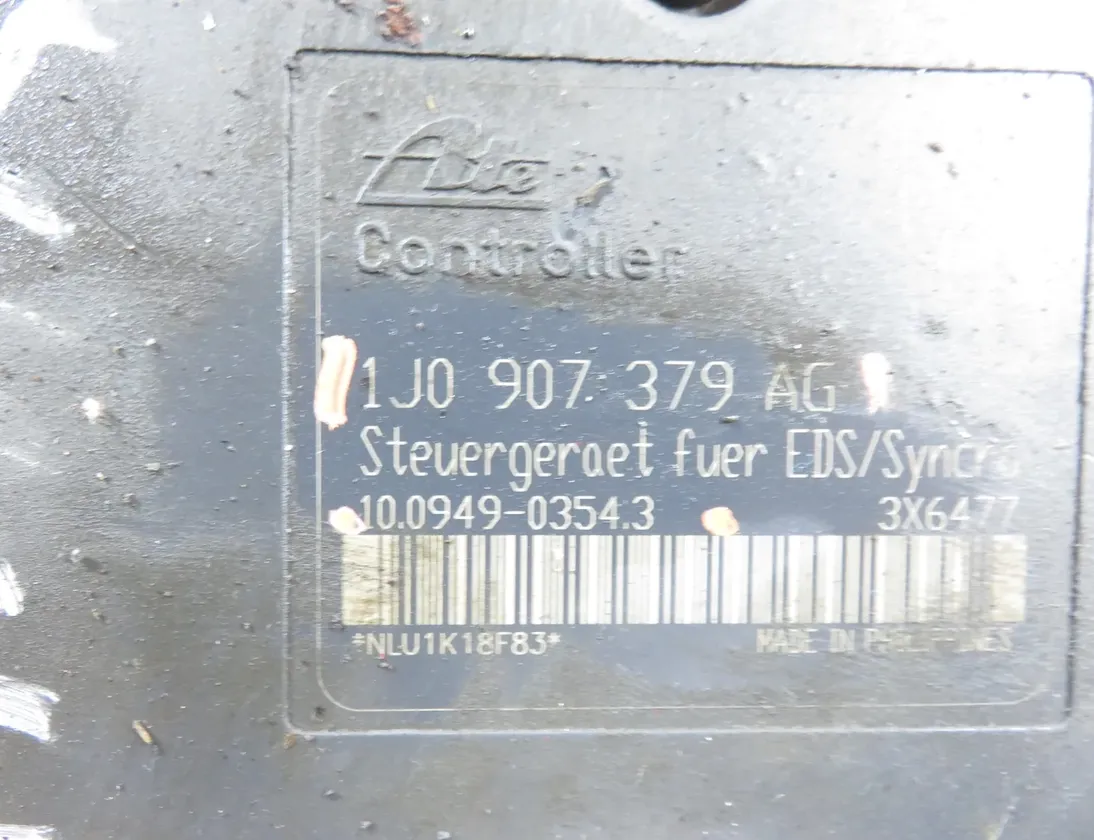 Ate
Controller
1J0 907 379 AG
Steuergeraet fuer EDS/Syncro
10.0949-0354.3 3X6477
*NLU1K18F83*
MADE IN PHILIPPINES